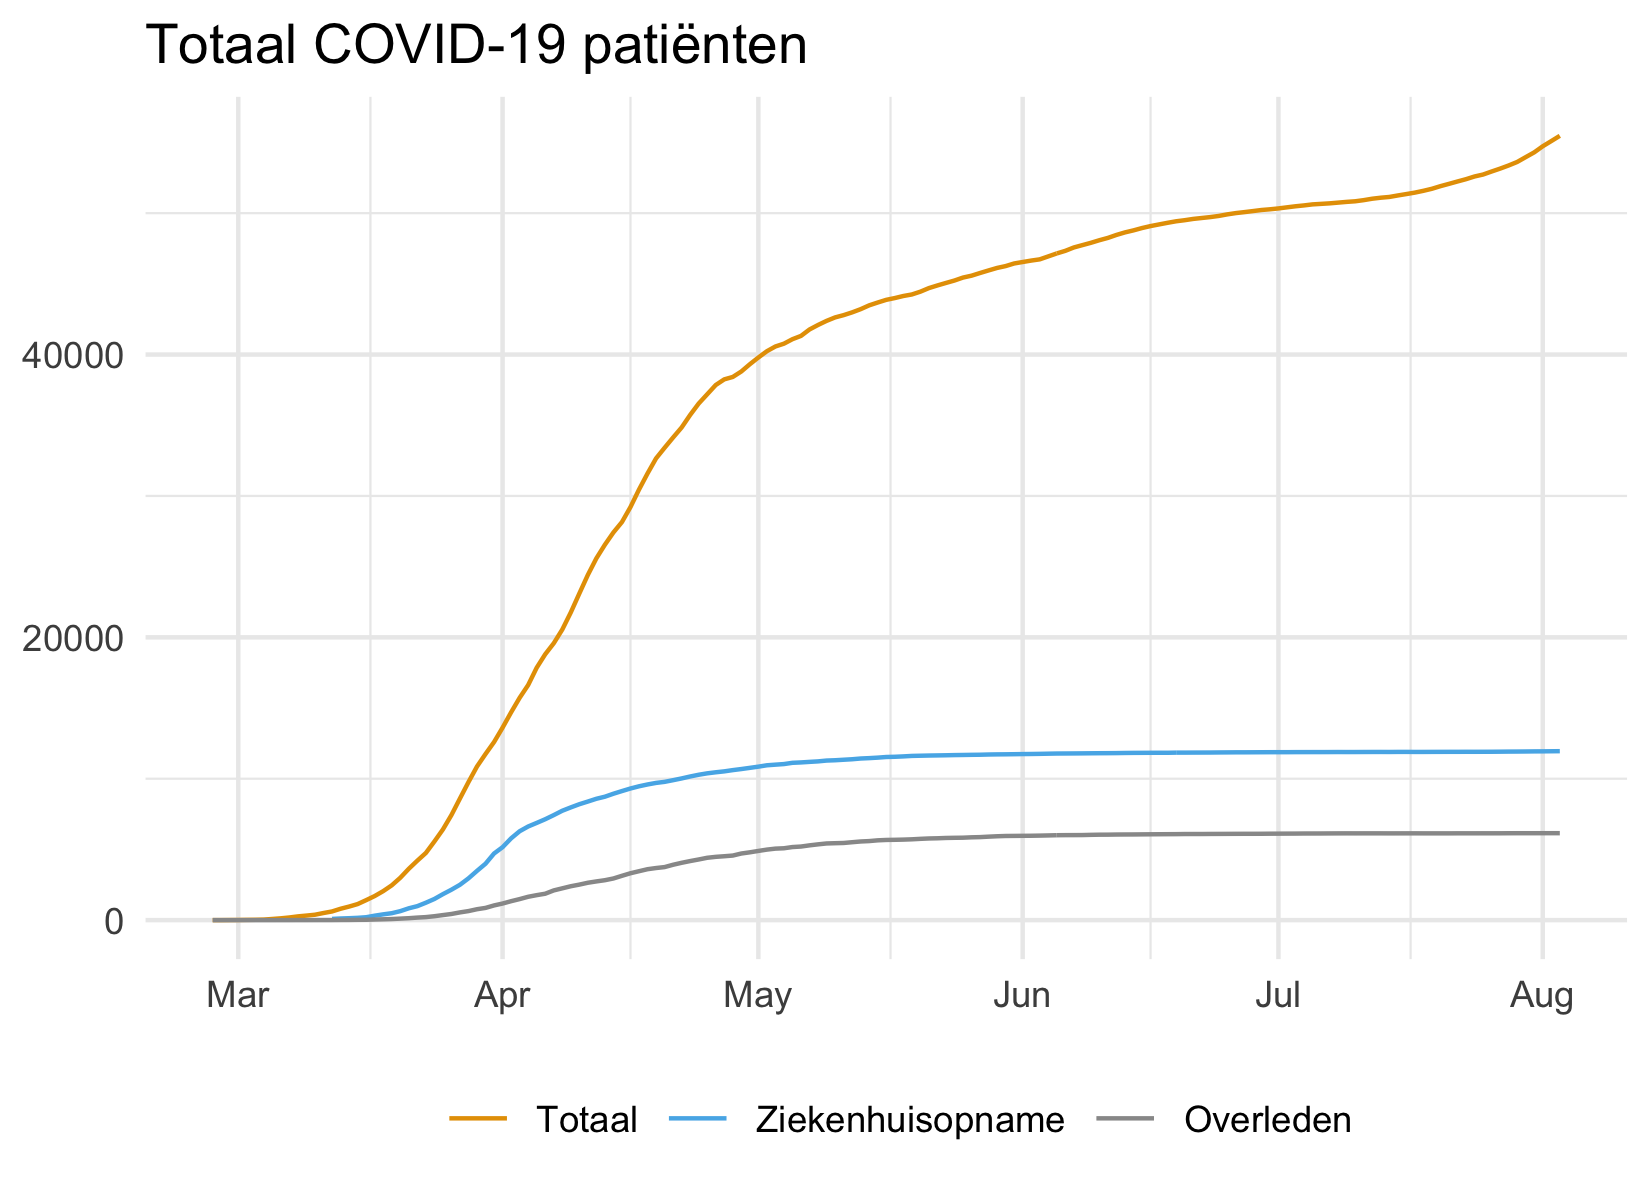 Totaal COVID-19 patiënten
40000
20000
0
Mar Apr May Jun Jul Aug
Totaal Ziekenhuisopname Overleden